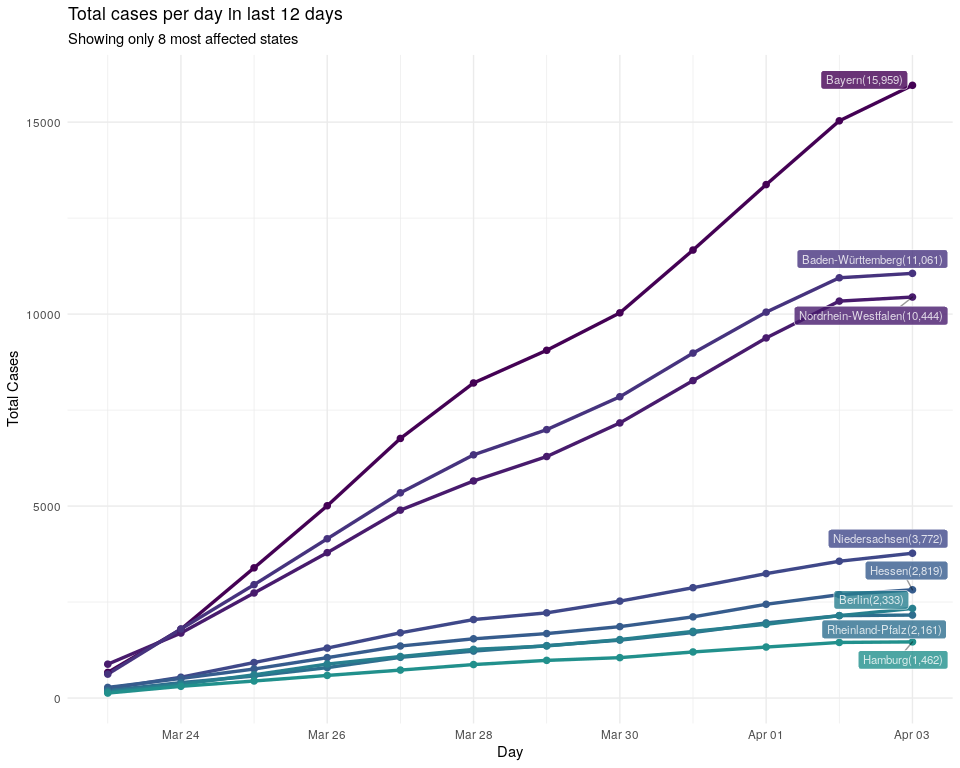 Total cases per day in last 12 days
Showing only 8 most affected states
Total Cases
15000
10000
5000
0
Bayern(15,959)
Baden-Württemberg(11,061)
Nordrhein-Westfalen(10,444)
Niedersachsen(3,772)
Hessen(2,819)
Berlin(2,333)
Rheinland-Pfalz(2,161)
Hamburg(1,462)
Mar 24
Mar 26
Mar 28
Mar 30
Apr 01
Apr 03
Day